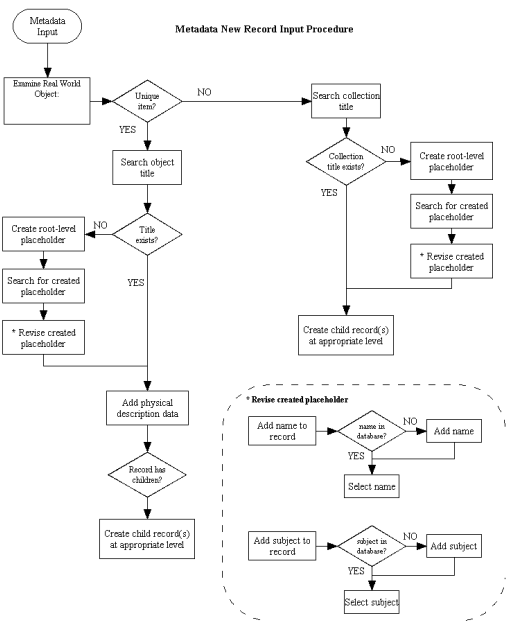 Metadata
Input
Metadata New Record Input Procedure
Examine Real World
Object:
Unique
item?
NO
YES
Search collection
title
Search object
title
Collection
title exists?
NO
YES
Create root-level
placeholder
Search for created
placeholder
* Revise created
placeholder
Title
exists?
NO
YES
Create root-level
placeholder
Search for created
placeholder
* Revise created
placeholder
Create child record(s)
at appropriate level
Add physical
description data
Record has
children?
Create child record(s)
at appropriate level
* Revise created placeholder
Add name to
record
name in
database?
NO
Add name
YES
Select name
Add subject to
record
subject in
database?
NO
Add subject
YES
Select subject